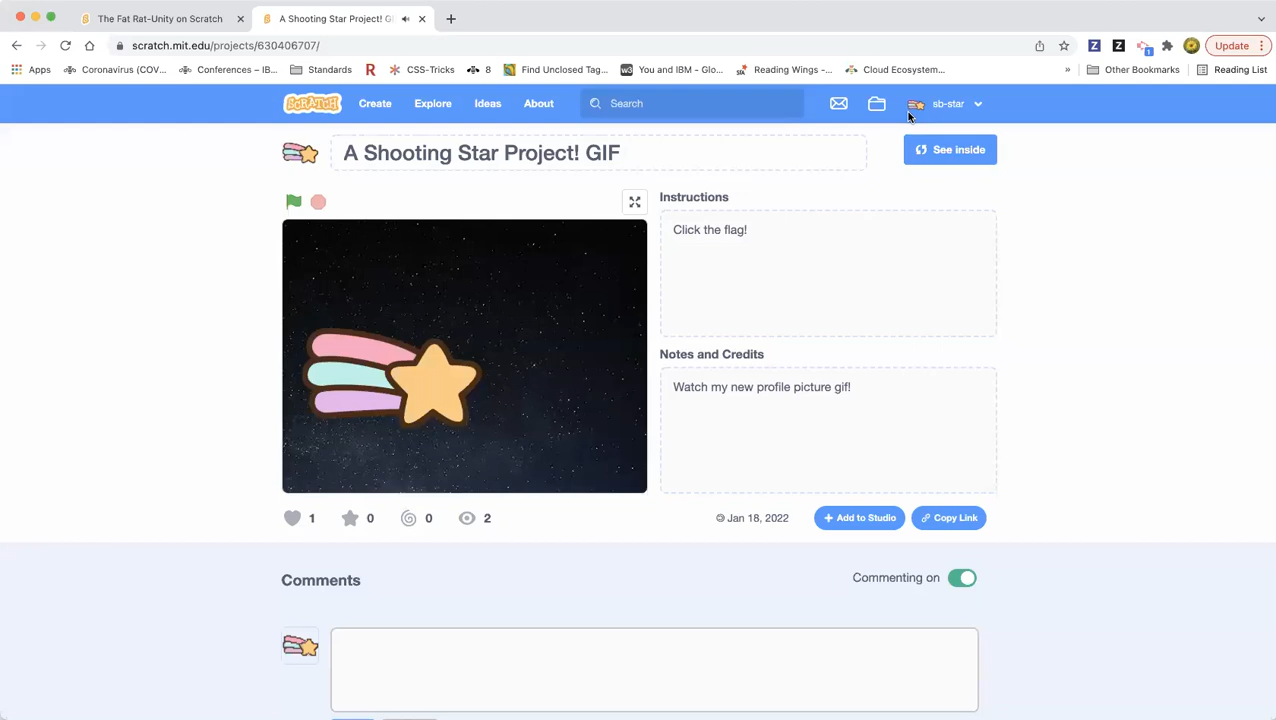 The Fat Rat-Unity on Scratch
A Shooting Star Project! G
scratch.mit.edu/projects/630406707/
Update
Apps
Coronavirus (COV...
Conferences – IB...
Standards
CSS-Tricks
8
Find Unclosed Tag...
You and IBM - Glo...
Reading Wings -...
Cloud Ecosystem...
»
Other Bookmarks
Reading List
SCRATCH
Create
Explore
Ideas
About
Search
sb-star
A Shooting Star Project! GIF
See inside
Instructions
Click the flag!
Notes and Credits
Watch my new profile picture gif!
1
0
0
2
Jan 18, 2022
+ Add to Studio
Copy Link
Comments
Commenting on